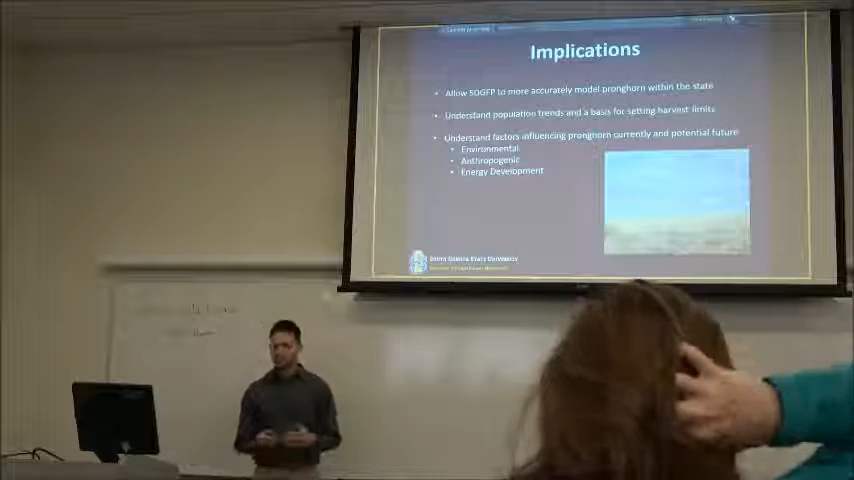 Implications
• Allow SDGFP to more accurately model pronghorn within the state
• Understand population trends and a basis for setting harvest limits
• Understand factors influencing pronghorn currently and potential future
• Environmental
• Anthropogenic
• Energy Development
South Dakota State University